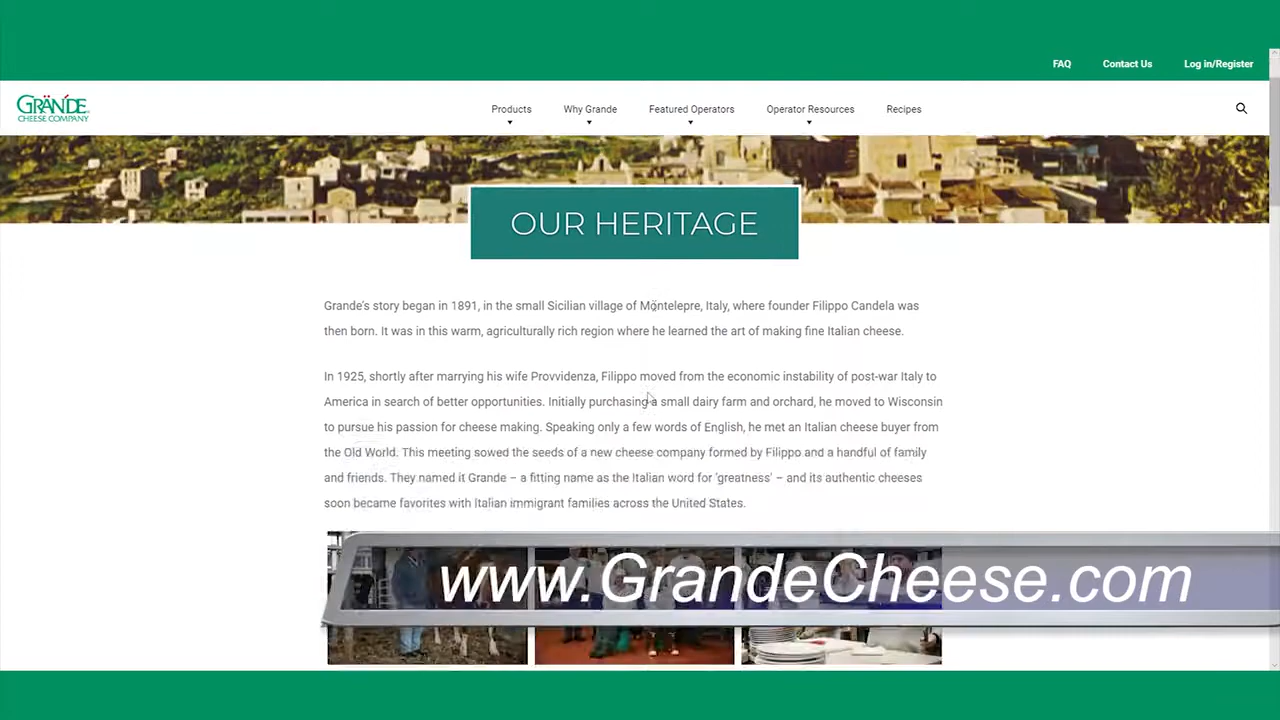 FAQ Contact Us Log in/Register
GRANDE
CHEESE COMPANY
Products Why Grande Featured Operators Operator Resources Recipes
OUR HERITAGE
Grande's story began in 1891, in the small Sicilian village of Montelepre, Italy, where founder Filippo Candela was
then born. It was in this warm, agriculturally rich region where he learned the art of making fine Italian cheese.
In 1925, shortly after marrying his wife Provvidenza, Filippo moved from the economic instability of post-war Italy to
America in search of better opportunities. Initially purchasing a small dairy farm and orchard, he moved to Wisconsin
to pursue his passion for cheese making. Speaking only a few words of English, he met an Italian cheese buyer from
the Old World. This meeting sowed the seeds of a new cheese company formed by Filippo and a handful of family
and friends. They named it Grande – a fitting name as the Italian word for 'greatness' – and its authentic cheeses
soon became favorites with Italian immigrant families across the United States.
www.GrandeCheese.com